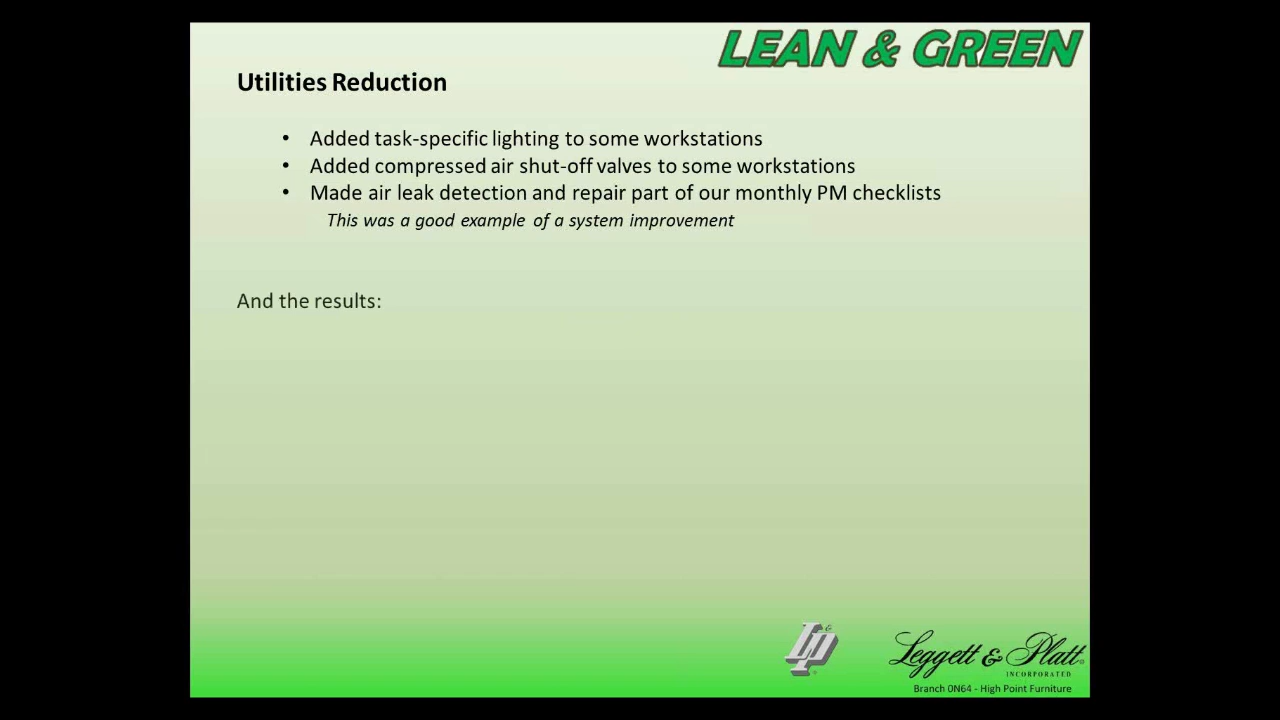 LEAN & GREEN
Utilities Reduction
• Added task-specific lighting to some workstations
• Added compressed air shut-off valves to some workstations
• Made air leak detection and repair part of our monthly PM checklists
This was a good example of a system improvement
And the results:
L&P
Leggett & Platt
INCORPORATED
Branch 0N64 - High Point Furniture